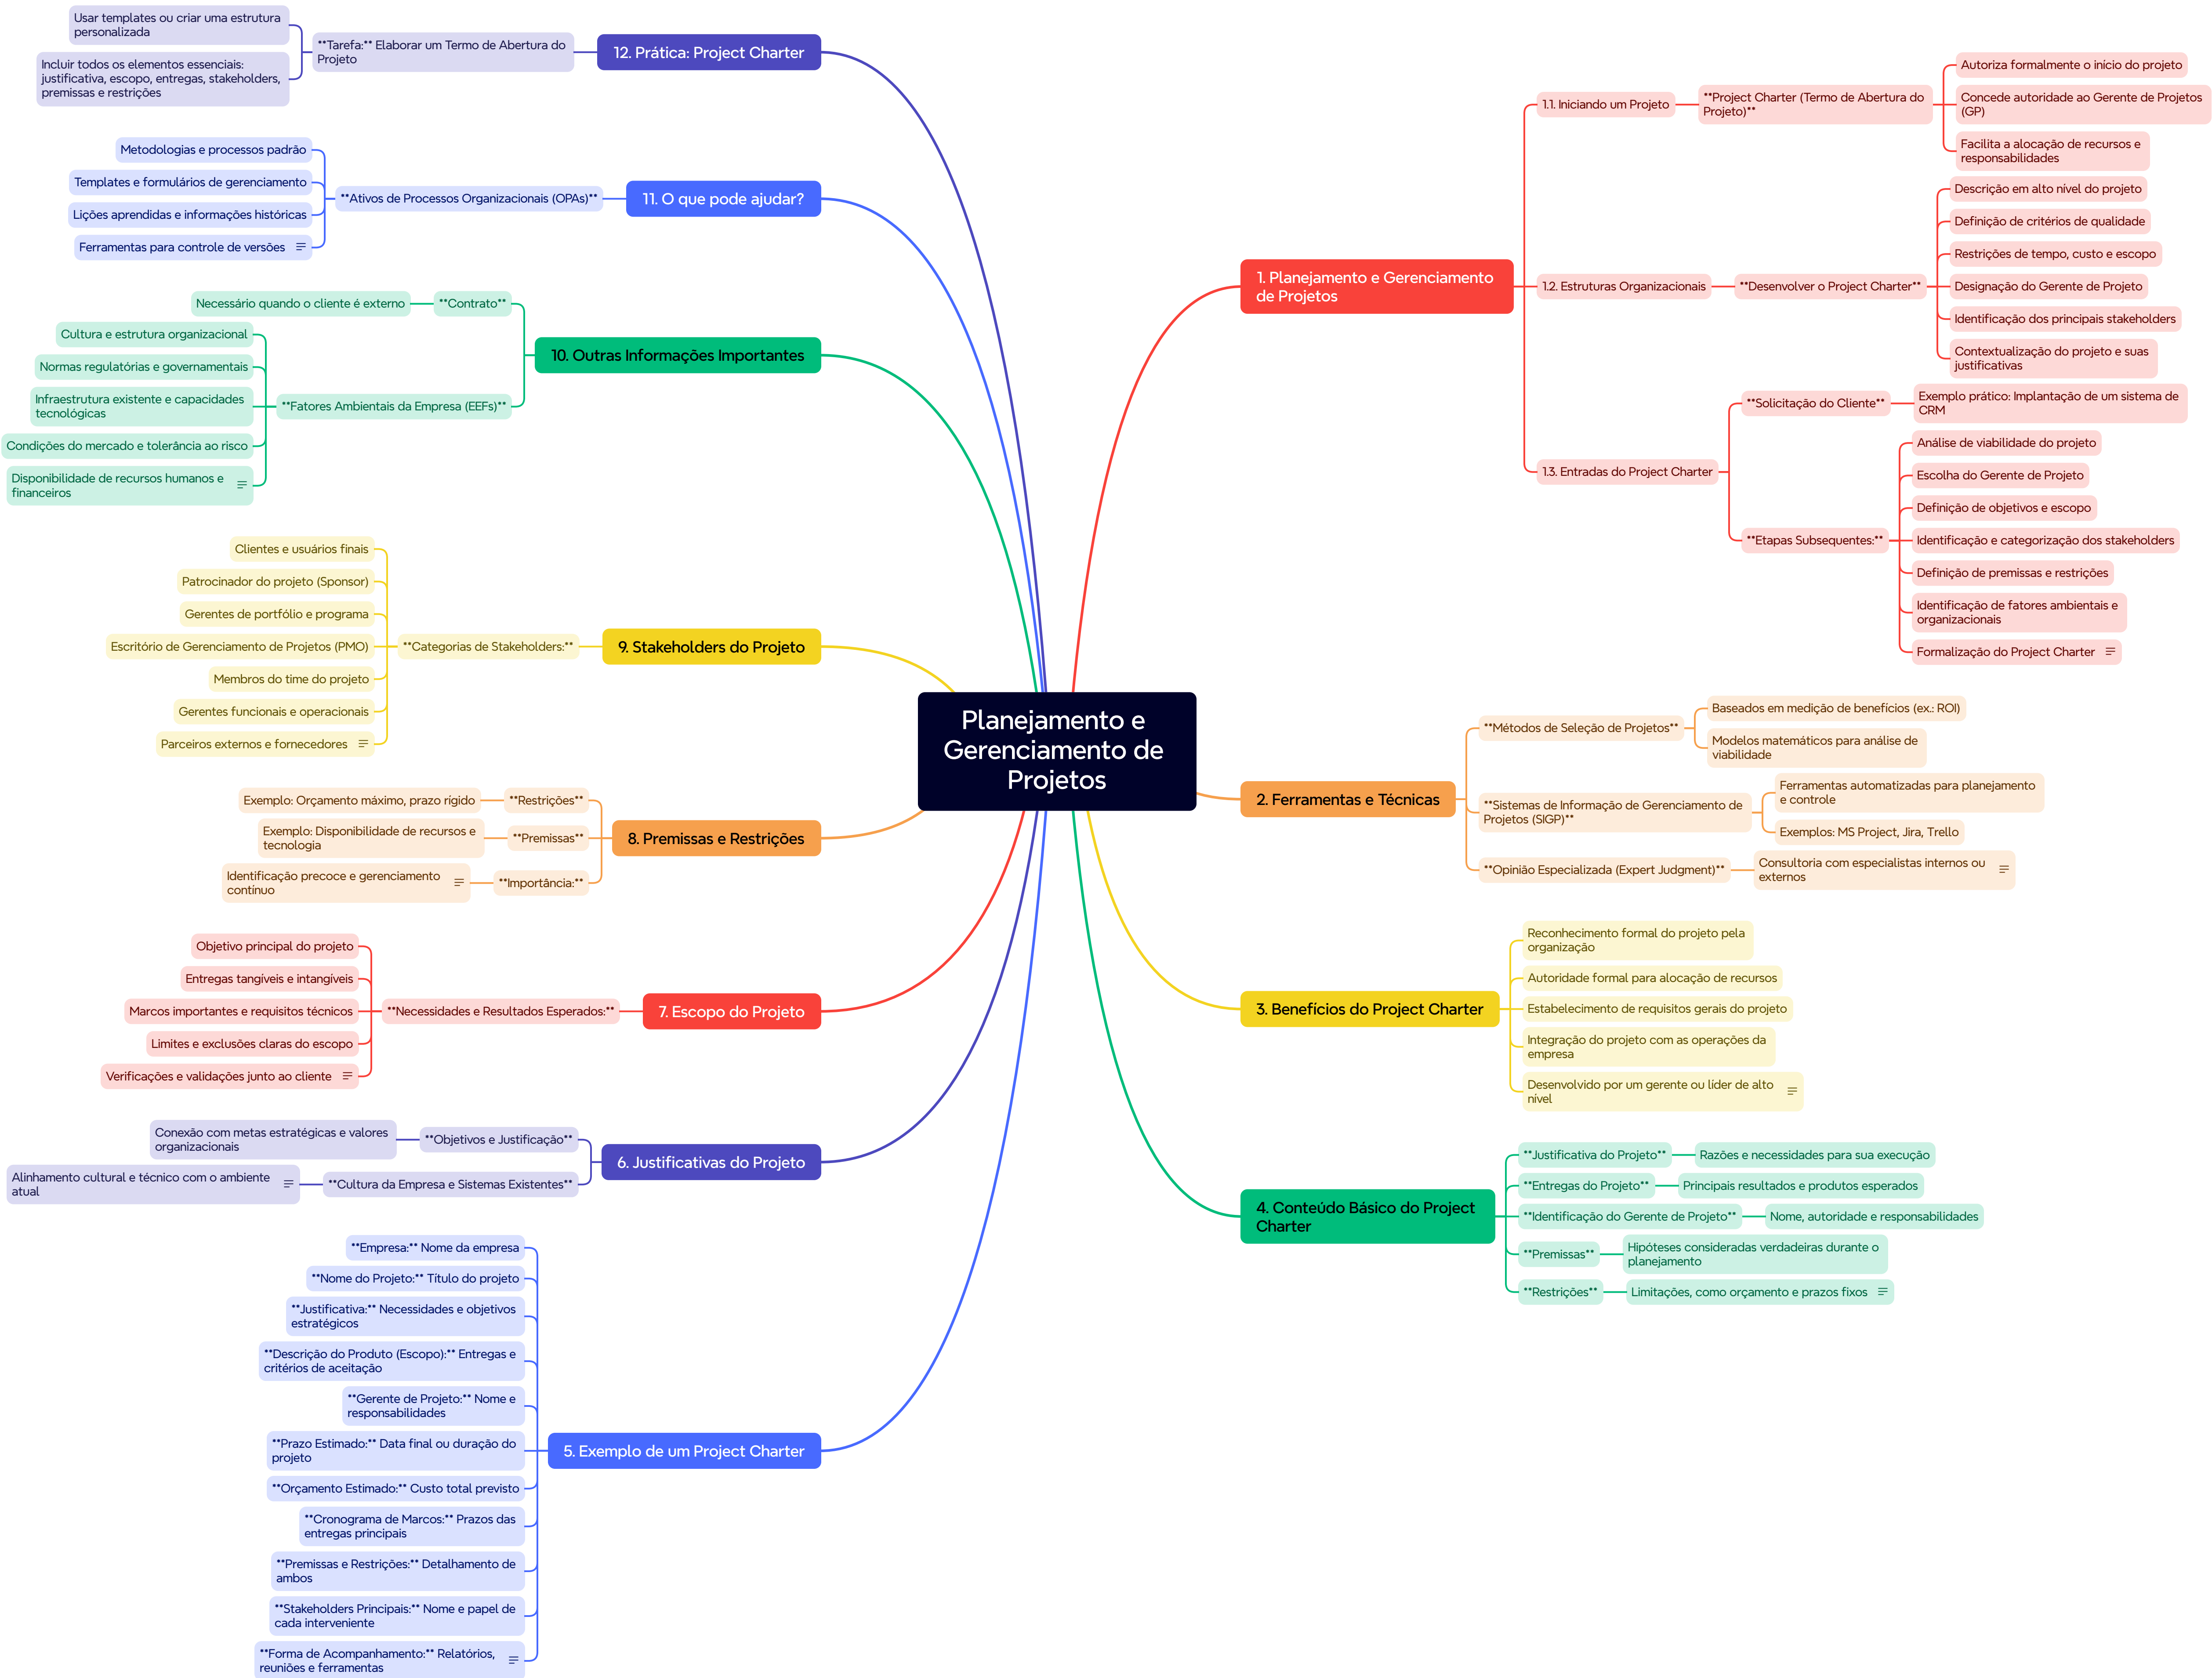 Planejamento e
Gerenciamento de
Projetos
1. Planejamento e Gerenciamento
de Projetos
1.1. Iniciando um Projeto
**Project Charter (Termo de Abertura do
Projeto)**
Autoriza formalmente o início do projeto
Concede autoridade ao Gerente de Projetos
(GP)
Facilita a alocação de recursos e
responsabilidades
1.2. Estruturas Organizacionais
**Desenvolver o Project Charter**
Descrição em alto nível do projeto
Definição de critérios de qualidade
Restrições de tempo, custo e escopo
Designação do Gerente de Projeto
Identificação dos principais stakeholders
Contextualização do projeto e suas
justificativas
1.3. Entradas do Project Charter
**Solicitação do Cliente**
Exemplo prático: Implantação de um sistema de
CRM
**Etapas Subsequentes:**
Análise de viabilidade do projeto
Escolha do Gerente de Projeto
Definição de objetivos e escopo
Identificação e categorização dos stakeholders
Definição de premissas e restrições
Identificação de fatores ambientais e
organizacionais
Formalização do Project Charter
2. Ferramentas e Técnicas
**Métodos de Seleção de Projetos**
Baseados em medição de benefícios (ex.: ROI)
Modelos matemáticos para análise de
viabilidade
**Sistemas de Informação de Gerenciamento de
Projetos (SIGP)**
Ferramentas automatizadas para planejamento
e controle
Exemplos: MS Project, Jira, Trello
**Opinião Especializada (Expert Judgment)**
Consultoria com especialistas internos ou
externos
3. Benefícios do Project Charter
Reconhecimento formal do projeto pela
organização
Autoridade formal para alocação de recursos
Estabelecimento de requisitos gerais do projeto
Integração do projeto com as operações da
empresa
Desenvolvido por um gerente ou líder de alto
nível
4. Conteúdo Básico do Project
Charter
**Justificativa do Projeto**
Razões e necessidades para sua execução
**Entregas do Projeto**
Principais resultados e produtos esperados
**Identificação do Gerente de Projeto**
Nome, autoridade e responsabilidades
**Premissas**
Hipóteses consideradas verdadeiras durante o
planejamento
**Restrições**
Limitações, como orçamento e prazos fixos
5. Exemplo de um Project Charter
**Empresa:** Nome da empresa
**Nome do Projeto:** Título do projeto
**Justificativa:** Necessidades e objetivos
estratégicos
**Descrição do Produto (Escopo):** Entregas e
critérios de aceitação
**Gerente de Projeto:** Nome e
responsabilidades
**Prazo Estimado:** Data final ou duração do
projeto
**Orçamento Estimado:** Custo total previsto
**Cronograma de Marcos:** Prazos das
entregas principais
**Premissas e Restrições:** Detalhamento de
ambos
**Stakeholders Principais:** Nome e papel de
cada interveniente
**Forma de Acompanhamento:** Relatórios,
reuniões e ferramentas
6. Justificativas do Projeto
**Objetivos e Justificação**
Conexão com metas estratégicas e valores
organizacionais
**Cultura da Empresa e Sistemas Existentes**
Alinhamento cultural e técnico com o ambiente
atual
7. Escopo do Projeto
**Necessidades e Resultados Esperados:**
Objetivo principal do projeto
Entregas tangíveis e intangíveis
Marcos importantes e requisitos técnicos
Limites e exclusões claras do escopo
Verificações e validações junto ao cliente
8. Premissas e Restrições
**Restrições**
Exemplo: Orçamento máximo, prazo rígido
**Premissas**
Exemplo: Disponibilidade de recursos e
tecnologia
**Importância:**
Identificação precoce e gerenciamento
contínuo
9. Stakeholders do Projeto
**Categorias de Stakeholders:**
Clientes e usuários finais
Patrocinador do projeto (Sponsor)
Gerentes de portfólio e programa
Escritório de Gerenciamento de Projetos (PMO)
Membros do time do projeto
Gerentes funcionais e operacionais
Parceiros externos e fornecedores
10. Outras Informações Importantes
**Contrato**
Necessário quando o cliente é externo
**Fatores Ambientais da Empresa (EEFs)**
Cultura e estrutura organizacional
Normas regulatórias e governamentais
Infraestrutura existente e capacidades
tecnológicas
Condições do mercado e tolerância ao risco
Disponibilidade de recursos humanos e
financeiros
11. O que pode ajudar?
**Ativos de Processos Organizacionais (OPAs)**
Metodologias e processos padrão
Templates e formulários de gerenciamento
Lições aprendidas e informações históricas
Ferramentas para controle de versões
12. Prática: Project Charter
**Tarefa:** Elaborar um Termo de Abertura do
Projeto
Usar templates ou criar uma estrutura
personalizada
Incluir todos os elementos essenciais:
justificativa, escopo, entregas, stakeholders,
premissas e restrições